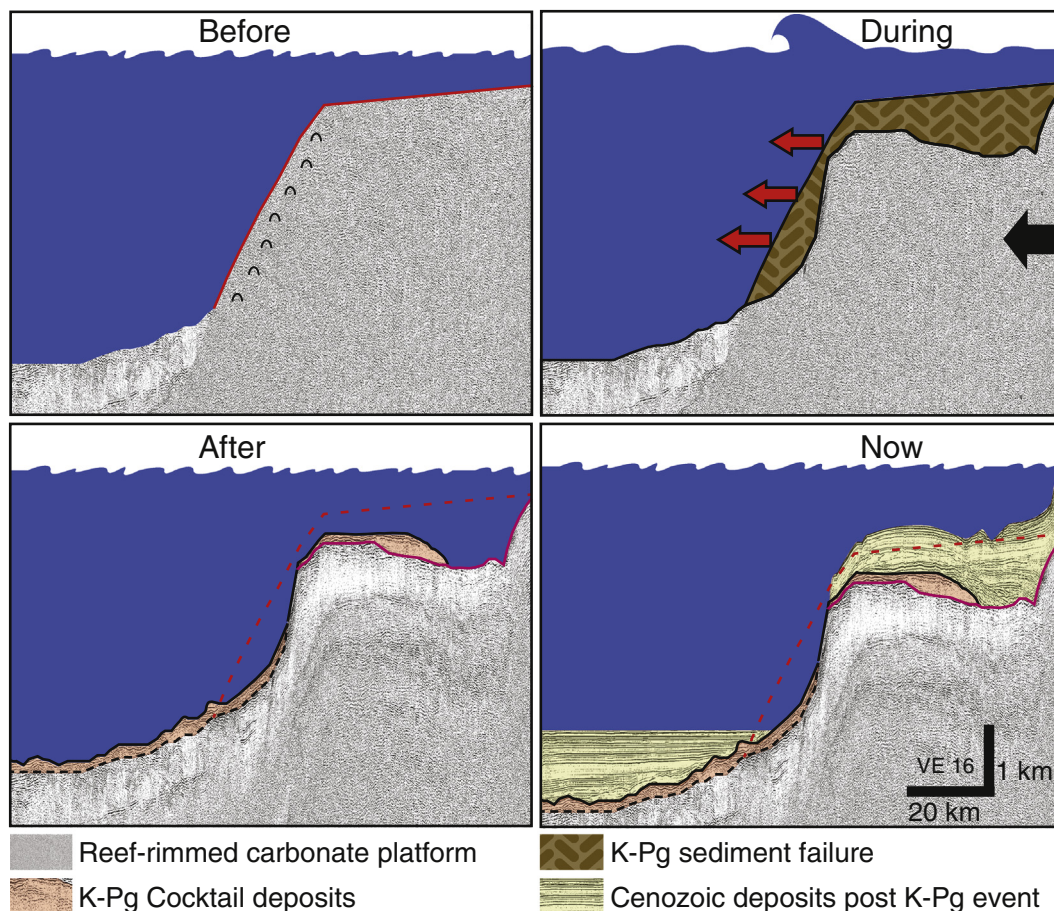 Before
During
After
Now
VE 16
1 km
20 km
Reef-rimmed carbonate platform
K-Pg sediment failure
K-Pg Cocktail deposits
Cenozoic deposits post K-Pg event